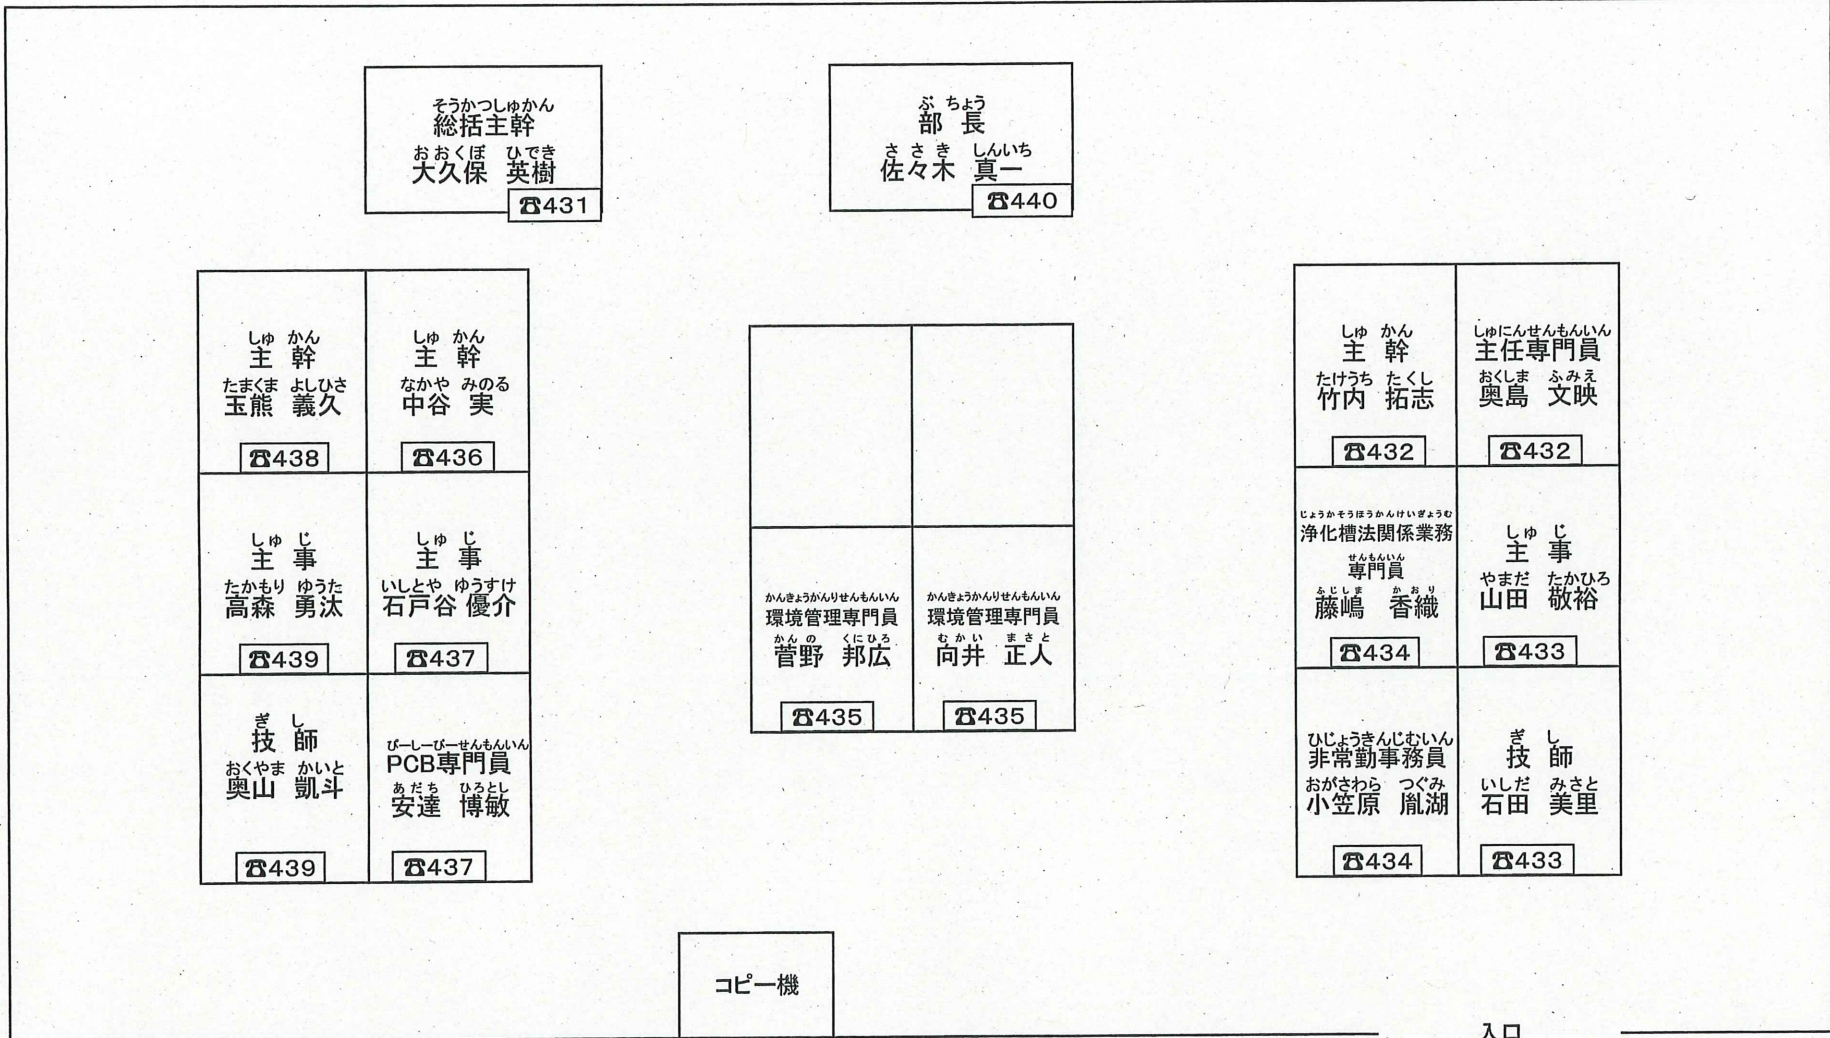 そうかつしゅかん
総括主幹
おおくぼ ひでき
大久保 英樹
☎431
ぶ ちょう
部 長
ささき しんいち
佐々木 真一
☎440
しゅ かん
主 幹
たまくま よしひさ
玉熊 義久
☎438
しゅ かん
主 幹
なかや みのる
中谷 実
☎436
しゅ じ
主 事
たかもり ゆうた
高森 勇汰
☎439
しゅ じ
主 事
いしとや ゆうすけ
石戸谷 優介
☎437
ぎ し
技 師
おくやま かいと
奥山 凱斗
☎439
ぴーしーびーせんもんいん
PCB専門員
あだち ひろとし
安達 博敏
☎437
かんきょうかんりせんもんいん
環境管理専門員
かんの くにひろ
菅野 邦広
☎435
かんきょうかんりせんもんいん
環境管理専門員
むかい まさと
向井 正人
☎435
しゅ かん
主 幹
たけうち たくし
竹内 拓志
☎432
しゅにんせんもんいん
主任専門員
おくしま ふみえ
奥島 文映
☎432
じょうかそうほうかんけいぎょうむ
浄化槽法関係業務
せんもんいん
専門員
ふじしま かおり
藤嶋 香織
☎434
しゅ じ
主 事
やまだ たかひろ
山田 敬裕
☎433
ひじょうきんじむいん
非常勤事務員
おがさわら つぐみ
小笠原 胤湖
☎434
ぎ し
技 師
いしだ みさと
石田 美里
☎433
コピー機
入口